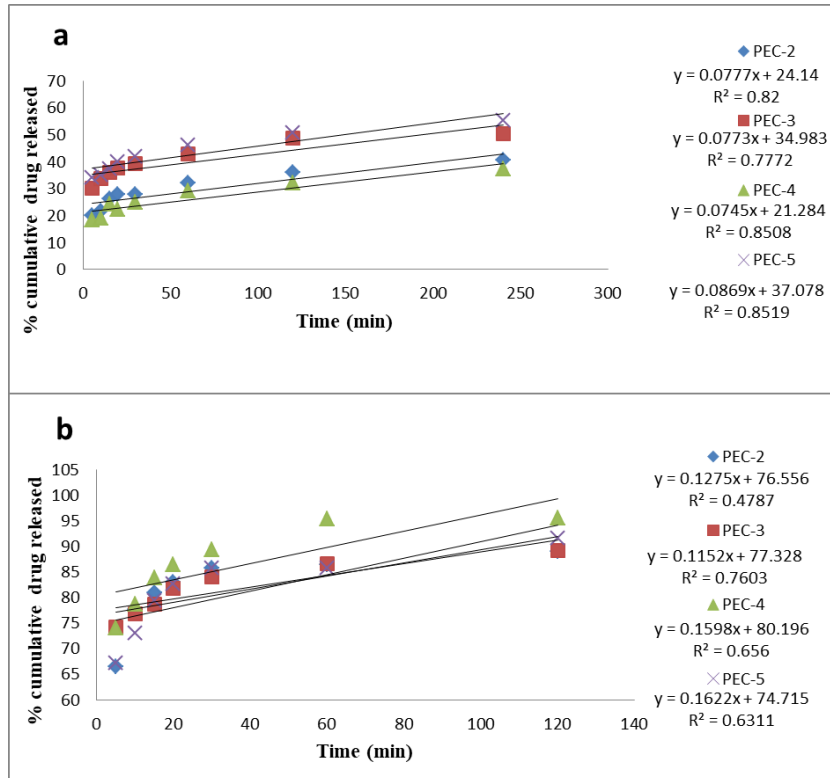 a
% cumulative drug released
70
60
50
40
30
20
10
0
0 50 100 150 200 250 300
Time (min)
PEC-2
y = 0.0777x + 24.14
R² = 0.82
PEC-3
y = 0.0773x + 34.983
R² = 0.7772
PEC-4
y = 0.0745x + 21.284
R² = 0.8508
PEC-5
y = 0.0869x + 37.078
R² = 0.8519
b
% cumulative drug released
105
100
95
90
85
80
75
70
65
60
0 20 40 60 80 100 120 140
Time (min)
PEC-2
y = 0.1275x + 76.556
R² = 0.4787
PEC-3
y = 0.1152x + 77.328
R² = 0.7603
PEC-4
y = 0.1598x + 80.196
R² = 0.656
PEC-5
y = 0.1622x + 74.715
R² = 0.6311